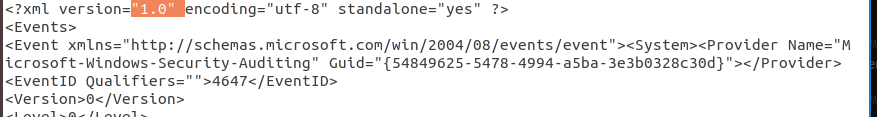 <?xml version="1.0" encoding="utf-8" standalone="yes" ?>
<Events>
<Event xmlns="http://schemas.microsoft.com/win/2004/08/events/event"><System><Provider Name="M
icrosoft-Windows-Security-Auditing" Guid="{54849625-5478-4994-a5ba-3e3b0328c30d}"></Provider>
<EventID Qualifiers="">4647</EventID>
<Version>0</Version>
<Level>0</Level>